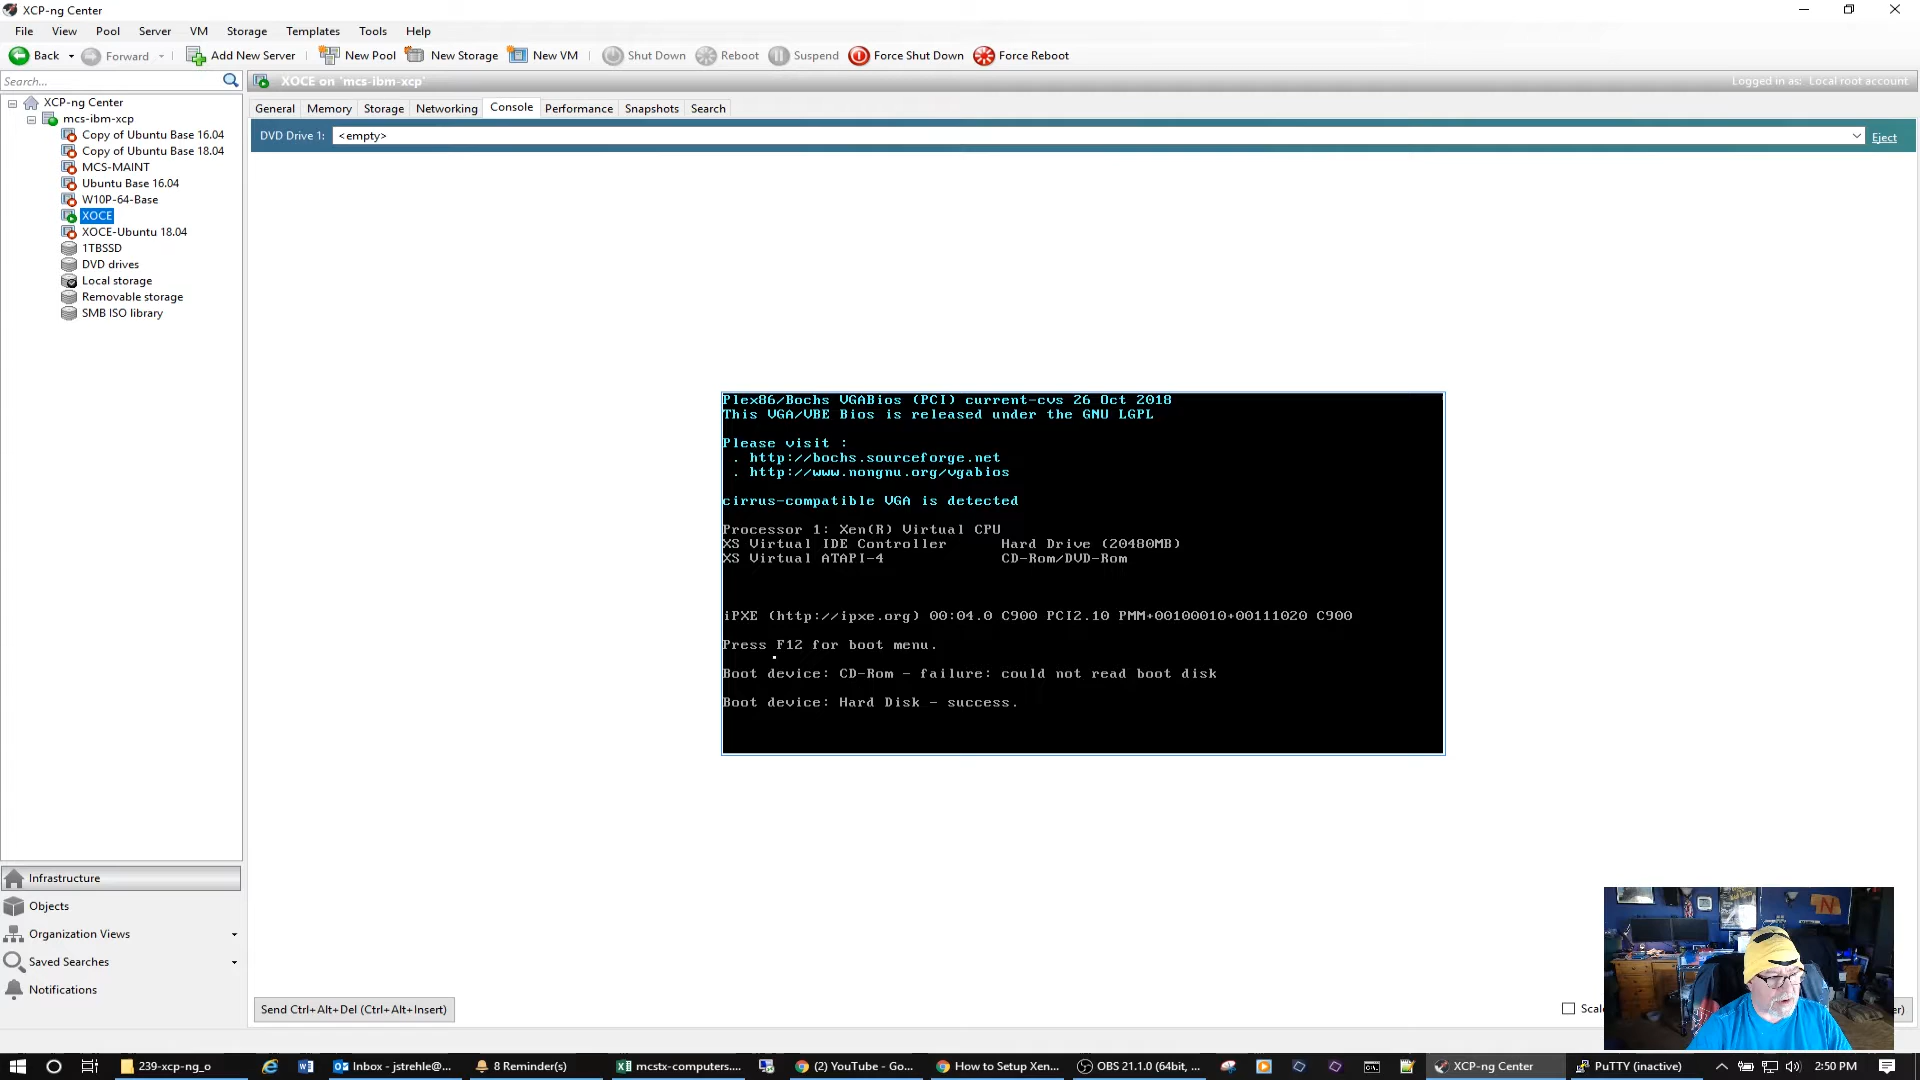 XCP-ng Center
File View Pool Server VM Storage Templates Tools Help
Back Forward Add New Server New Pool New Storage New VM Shut Down Reboot Suspend Force Shut Down Force Reboot
Search...
XOCE on 'mcs-ibm-xcp'
Logged in as: Local root account
XCP-ng Center
mcs-ibm-xcp
Copy of Ubuntu Base 16.04
Copy of Ubuntu Base 18.04
MCS-MAINT
Ubuntu Base 16.04
W10P-64-Base
XOCE
XOCE-Ubuntu 18.04
1TBSSD
DVD drives
Local storage
Removable storage
SMB ISO library
General Memory Storage Networking Console Performance Snapshots Search
DVD Drive 1: <empty> Eject
Plex86/Bochs VGABios (PCI) current-cvs 26 Oct 2018
This VGA/VBE Bios is released under the GNU LGPL
Please visit :
. http://bochs.sourceforge.net
. http://www.nongnu.org/vgabios
cirrus-compatible VGA is detected
Processor 1: Xen(R) Virtual CPU
XS Virtual IDE Controller Hard Drive (20480MB)
XS Virtual ATAPI-4 CD-Rom/DVD-Rom
iPXE (http://ipxe.org) 00:04.0 C900 PCI2.10 PMM+00100010+00111020 C900
Press F12 for boot menu.
Boot device: CD-Rom - failure: could not read boot disk
Boot device: Hard Disk - success.
Infrastructure
Objects
Organization Views
Saved Searches
Notifications
Send Ctrl+Alt+Del (Ctrl+Alt+Insert)
Scale
er)
N
239-xcp-ng_o
Inbox - jstrehle@...
8 Reminder(s)
mcstx-computers....
(2) YouTube - Go...
How to Setup Xen...
OBS 21.1.0 (64bit, ...
XCP-ng Center
PuTTY (inactive)
2:50 PM